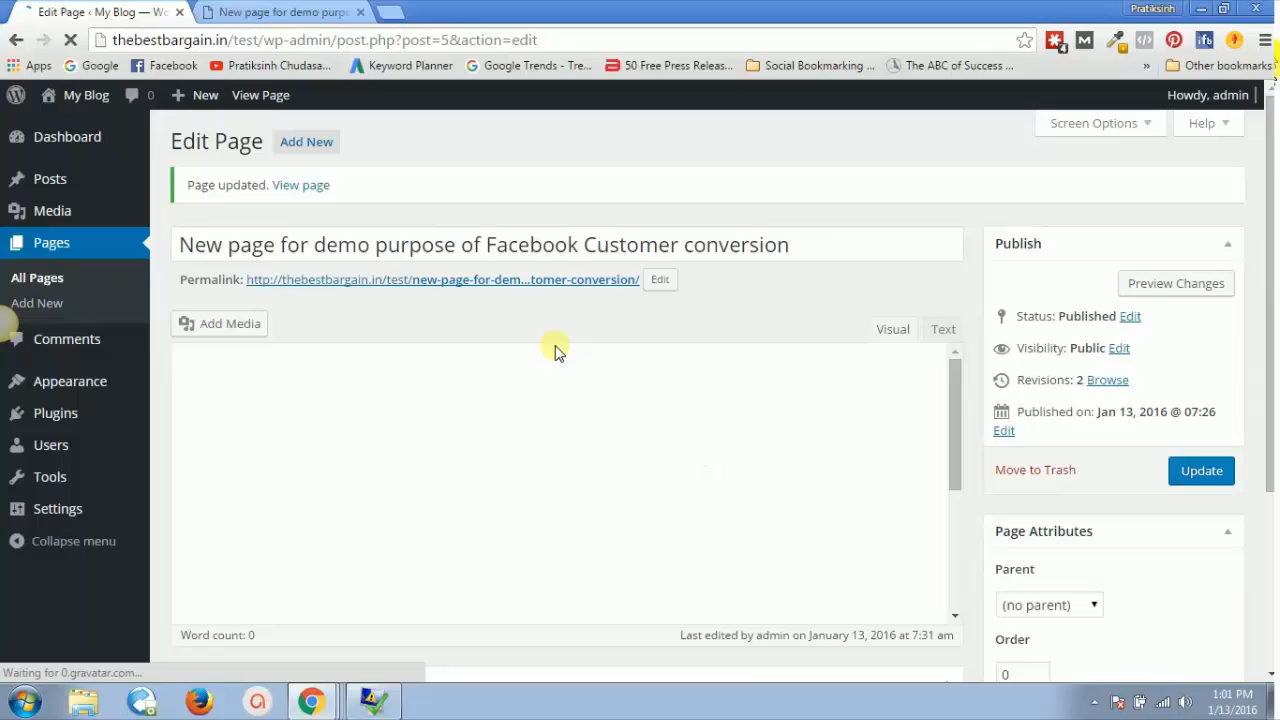 Pratiksinh
Edit Page ‹ My Blog — Wo
New page for demo purpo
thebestbargain.in/test/wp-admin/post.php?post=5&action=edit
4
M
ifb
Apps
Google
Facebook
Pratiksinh Chudasa...
Keyword Planner
Google Trends - Tre...
50 Free Press Releas...
Social Bookmarking ...
The ABC of Success ...
»
Other bookmarks
My Blog
0
New
View Page
Howdy, admin
Dashboard
Posts
Media
Pages
All Pages
Add New
Comments
Appearance
Plugins
Users
Tools
Settings
Collapse menu
Screen Options
Help
Edit Page
Add New
Page updated. View page
New page for demo purpose of Facebook Customer conversion
Permalink: http://thebestbargain.in/test/new-page-for-dem...tomer-conversion/
Edit
Add Media
Visual
Text
Word count: 0
Last edited by admin on January 13, 2016 at 7:31 am
Publish
Preview Changes
Status: Published Edit
Visibility: Public Edit
Revisions: 2 Browse
Published on: Jan 13, 2016 @ 07:26
Edit
Move to Trash
Update
Page Attributes
Parent
(no parent)
Order
0
Waiting for 0.gravatar.com...
1:01 PM
1/13/2016